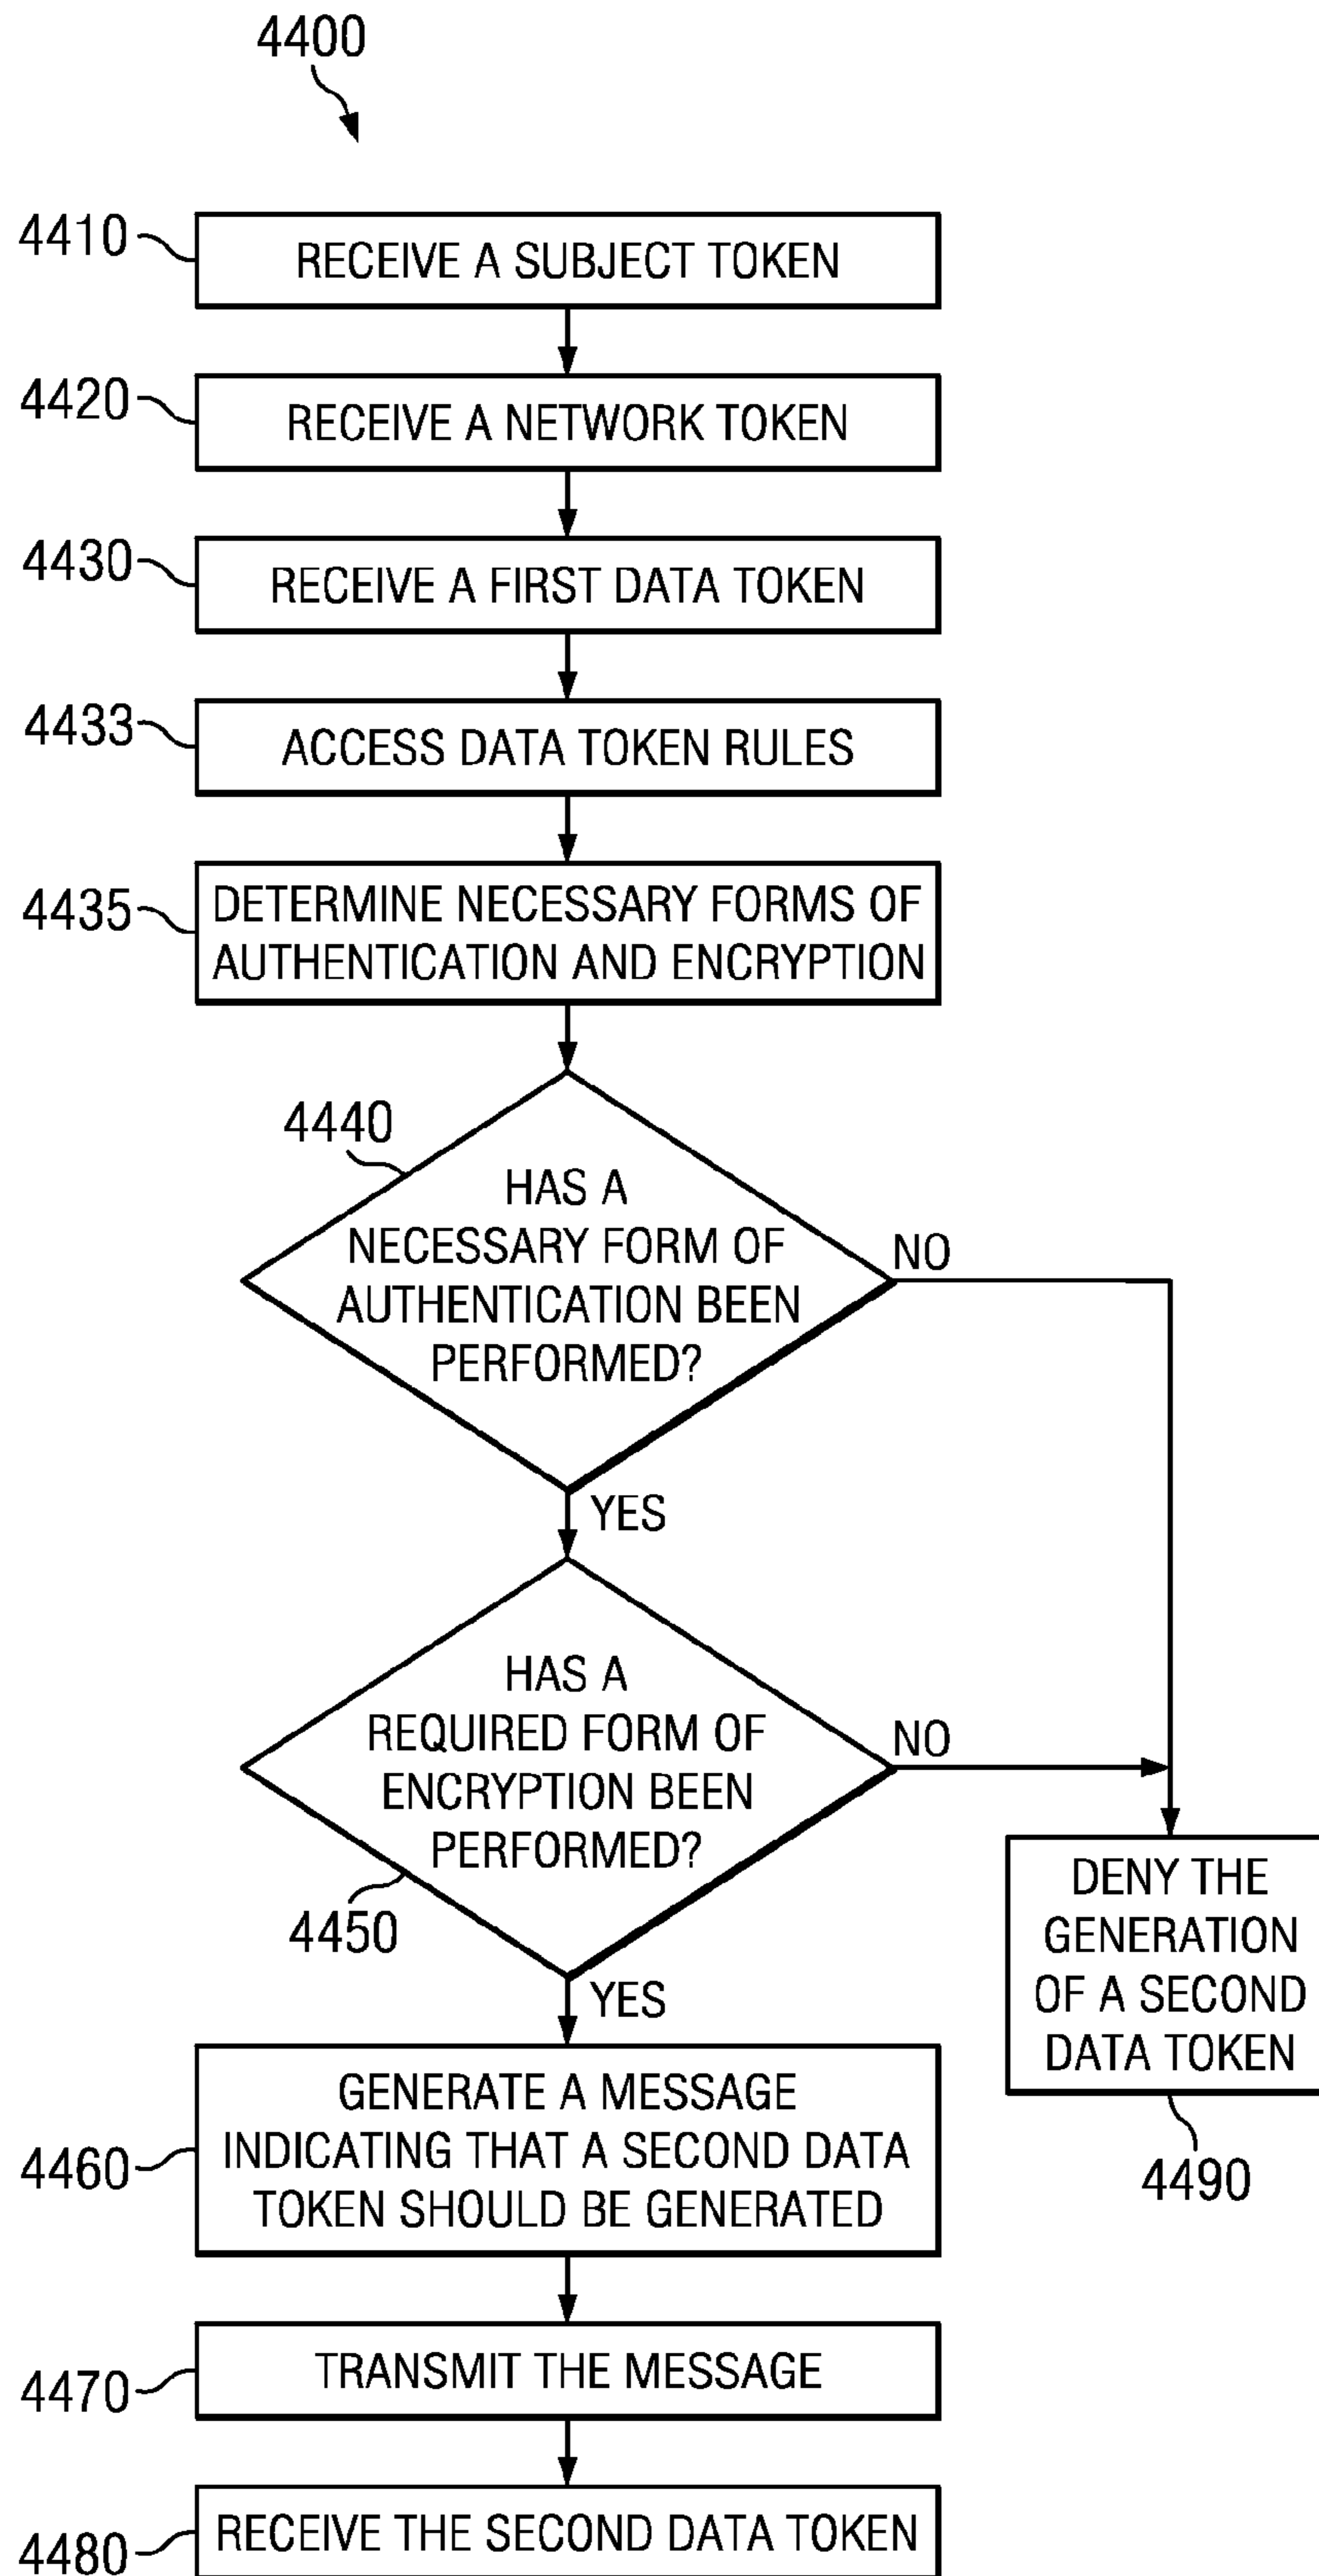 4400
4410
RECEIVE A SUBJECT TOKEN
4420
RECEIVE A NETWORK TOKEN
4430
RECEIVE A FIRST DATA TOKEN
4433
ACCESS DATA TOKEN RULES
4435
DETERMINE NECESSARY FORMS OF
AUTHENTICATION AND ENCRYPTION
4440
HAS A
NECESSARY FORM OF
AUTHENTICATION BEEN
PERFORMED?
NO
YES
HAS A
REQUIRED FORM OF
ENCRYPTION BEEN
PERFORMED?
NO
4450
YES
DENY THE
GENERATION
OF A SECOND
DATA TOKEN
4490
4460
GENERATE A MESSAGE
INDICATING THAT A SECOND DATA
TOKEN SHOULD BE GENERATED
4470
TRANSMIT THE MESSAGE
4480
RECEIVE THE SECOND DATA TOKEN